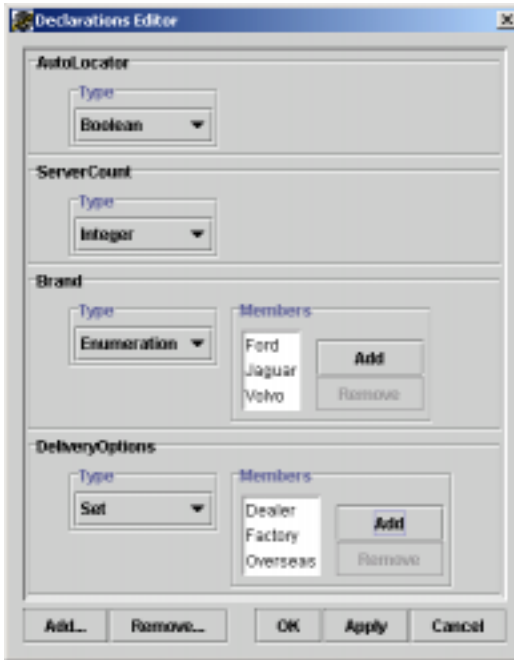 Declarations Editor
AutoLocator
Type
Boolean
ServerCount
Type
Integer
Brand
Type
Enumeration
Members
Ford
Jaguar
Volvo
Add
Remove
DeliveryOptions
Type
Set
Members
Dealer
Factory
Overseas
Add
Remove
Add... Remove... OK Apply Cancel